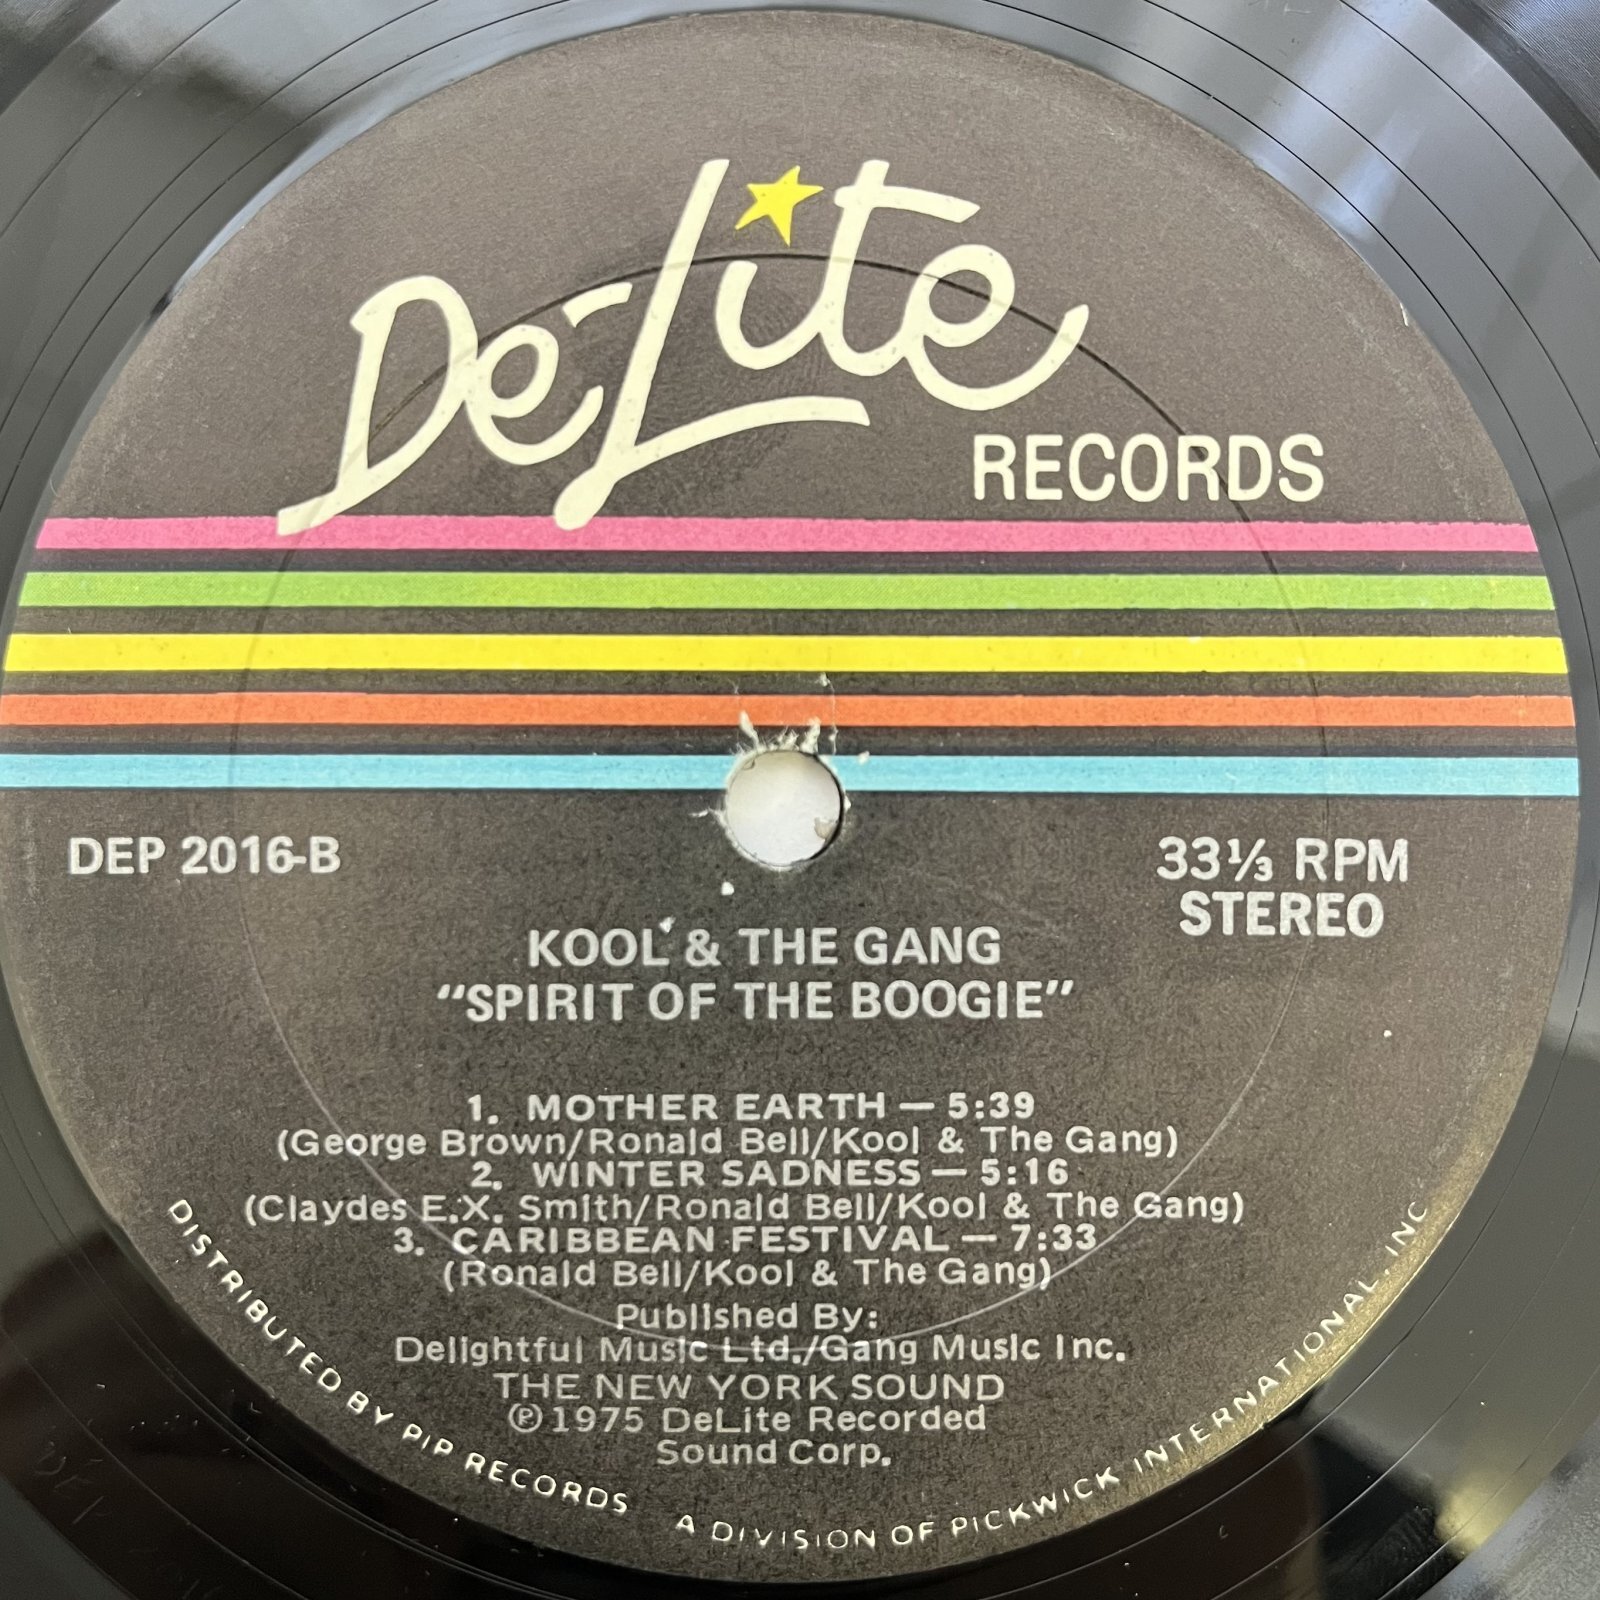 De-Lite
RECORDS
DEP 2016-B
33⅓ RPM
STEREO
KOOL & THE GANG
“SPIRIT OF THE BOOGIE”
1. MOTHER EARTH — 5:39
(George Brown/Ronald Bell/Kool & The Gang)
2. WINTER SADNESS — 5:16
(Claydes E.X. Smith/Ronald Bell/Kool & The Gang)
3. CARIBBEAN FESTIVAL — 7:33
(Ronald Bell/Kool & The Gang)
Published By:
Delightful Music Ltd./Gang Music Inc.
THE NEW YORK SOUND
℗ 1975 DeLite Recorded
Sound Corp.
DISTRIBUTED BY PIP RECORDS A DIVISION OF PICKWICK INTERNATIONAL, INC